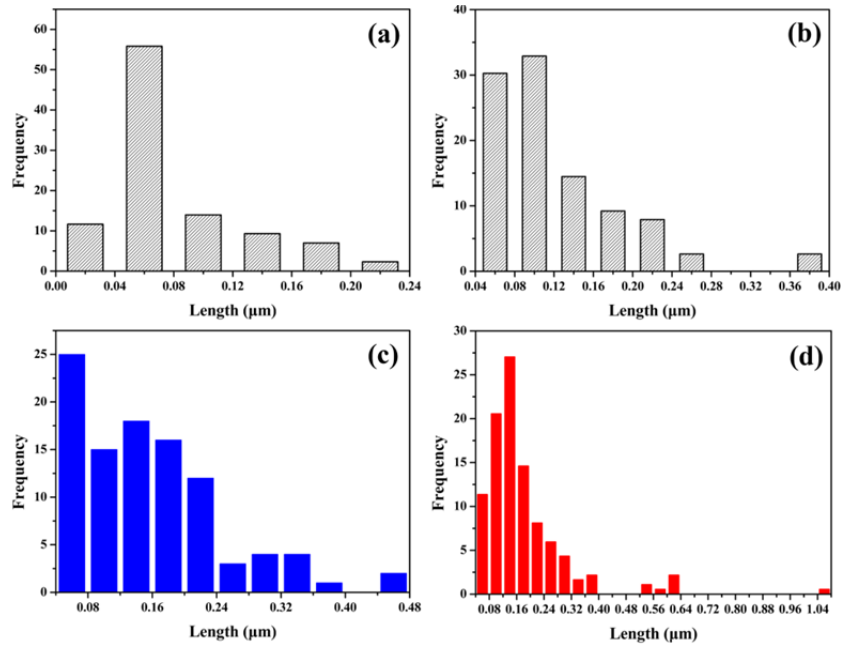 (a)
Frequency
60
50
40
30
20
10
0
0.00 0.04 0.08 0.12 0.16 0.20 0.24
Length (μm)
(b)
Frequency
40
30
20
10
0
0.04 0.08 0.12 0.16 0.20 0.24 0.28 0.32 0.36 0.40
Length (μm)
(c)
Frequency
25
20
15
10
5
0
0.08 0.16 0.24 0.32 0.40 0.48
Length (μm)
(d)
Frequency
30
25
20
15
10
5
0
0.08 0.16 0.24 0.32 0.40 0.48 0.56 0.64 0.72 0.80 0.88 0.96 1.04
Length (μm)